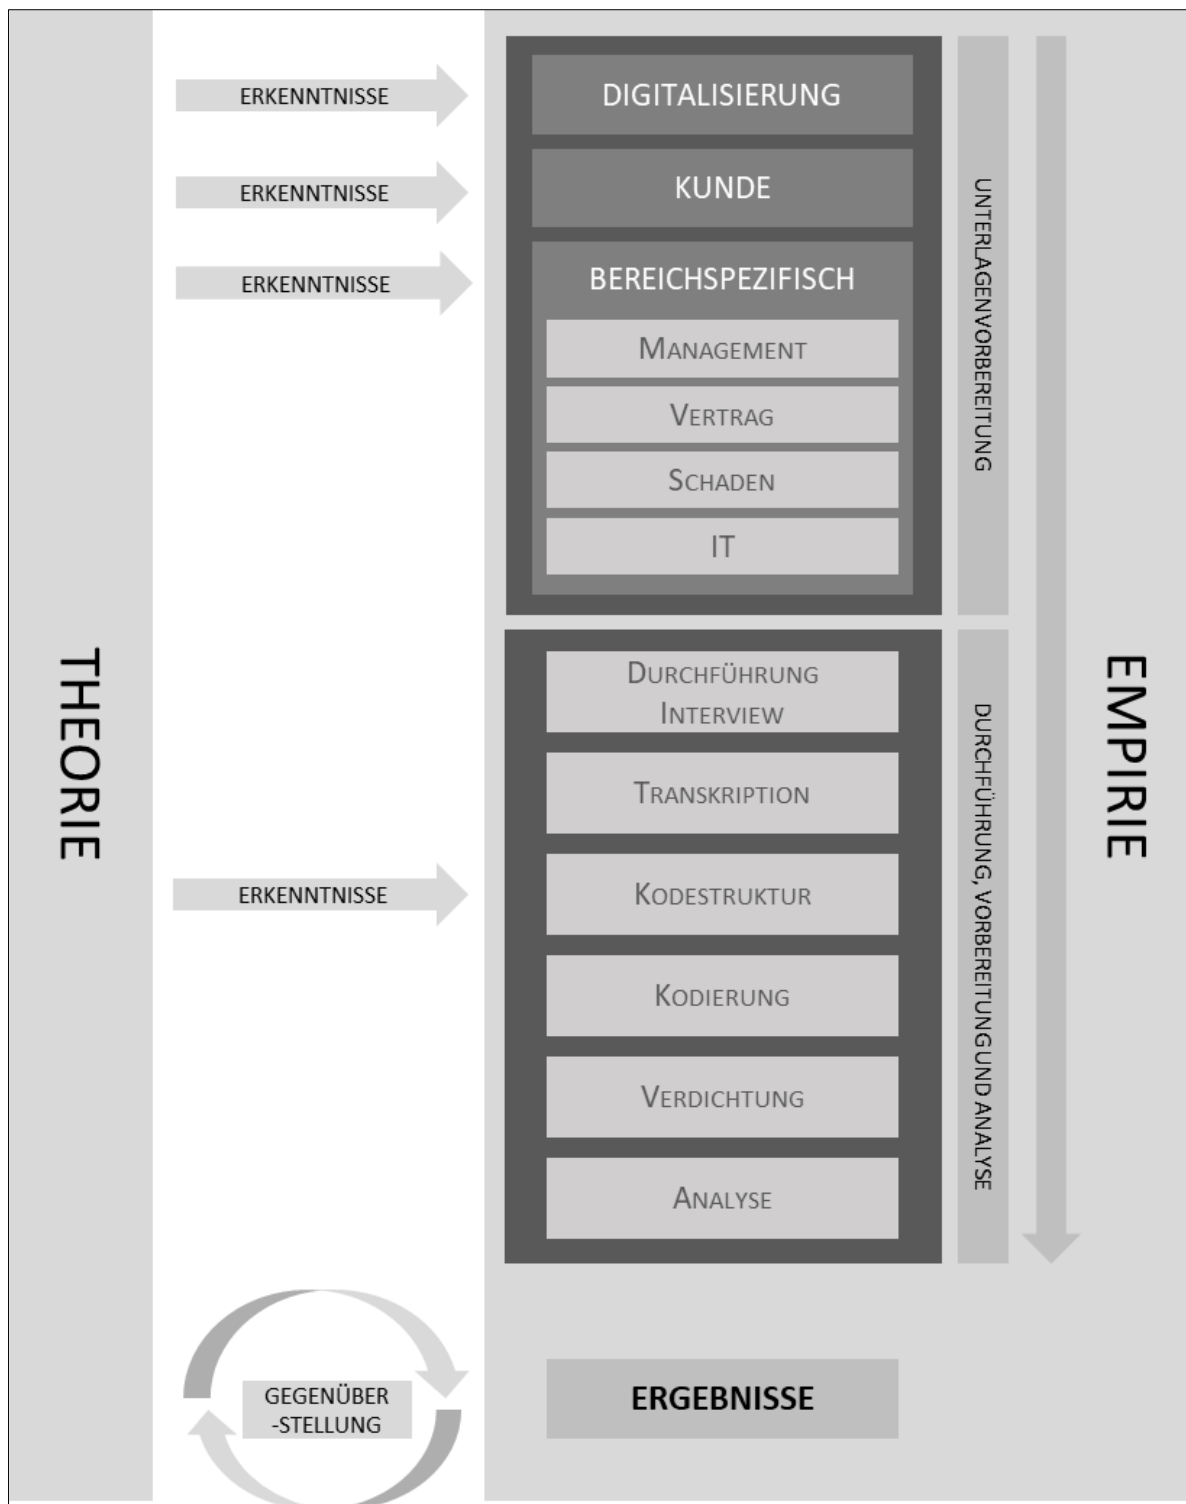 THEORIE
ERKENNTNISSE
DIGITALISIERUNG
ERKENNTNISSE
KUNDE
ERKENNTNISSE
BEREICHSPEZIFISCH
MANAGEMENT
VERTRAG
SCHADEN
IT
UNTERLAGENVORBEREITUNG
DURCHFÜHRUNG
INTERVIEW
TRANSKRIPTION
ERKENNTNISSE
KODESTRUKTUR
KODIERUNG
VERDICHTUNG
ANALYSE
DURCHFÜHRUNG, VORBEREITUNG UND ANALYSE
EMPIRIE
GEGENÜBER
-STELLUNG
ERGEBNISSE